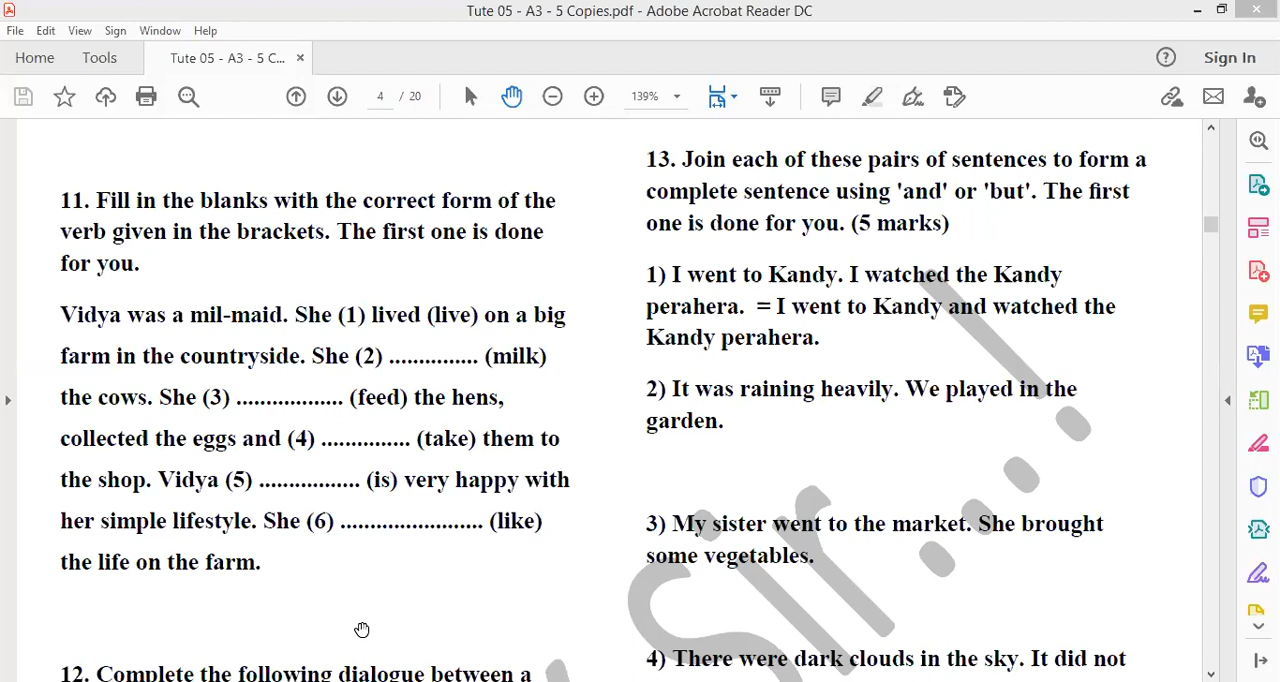 Tute 05 - A3 - 5 Copies.pdf - Adobe Acrobat Reader DC
File Edit View Sign Window Help
Home Tools Tute 05 - A3 - 5 C... × Sign In
4 / 20 139%
11. Fill in the blanks with the correct form of the
verb given in the brackets. The first one is done
for you.
Vidya was a mil-maid. She (1) lived (live) on a big
farm in the countryside. She (2) ................ (milk)
the cows. She (3) .................. (feed) the hens,
collected the eggs and (4) ............... (take) them to
the shop. Vidya (5) ................. (is) very happy with
her simple lifestyle. She (6) ........................ (like)
the life on the farm.
12. Complete the following dialogue between a
13. Join each of these pairs of sentences to form a
complete sentence using 'and' or 'but'. The first
one is done for you. (5 marks)
1) I went to Kandy. I watched the Kandy
perahera. = I went to Kandy and watched the
Kandy perahera.
2) It was raining heavily. We played in the
garden.
3) My sister went to the market. She brought
some vegetables.
4) There were dark clouds in the sky. It did not
Sir..!